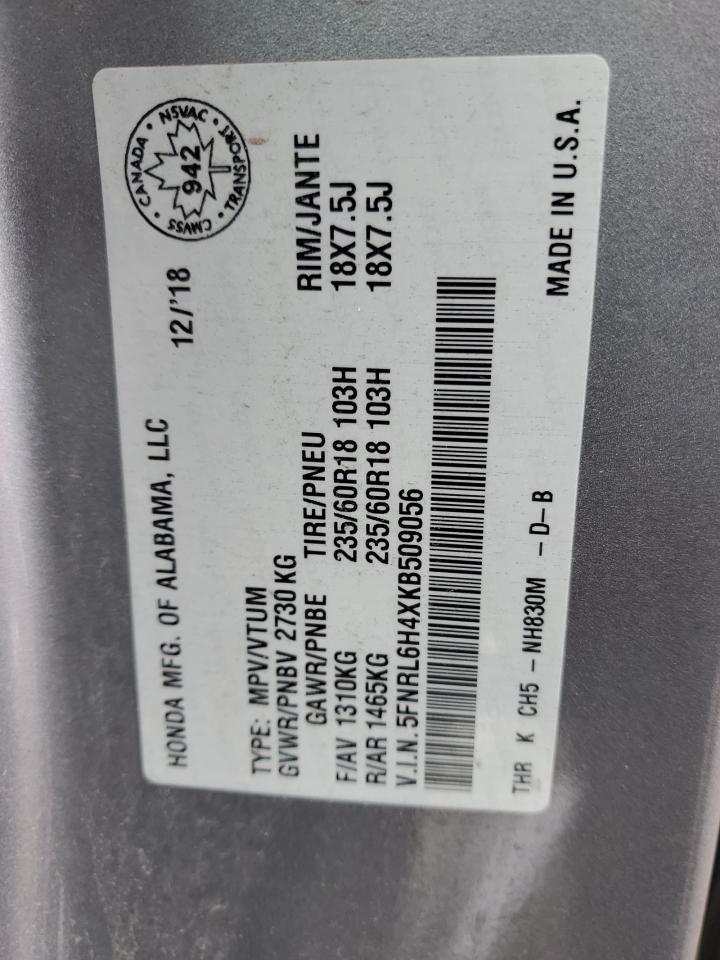 HONDA MFG. OF ALABAMA, LLC 12/'18
CANADA • NSVAC • TRANSPORT • CMVSS •
942
TYPE: MPV/VTUM
GVWR/PNBV 2730 KG
GAWR/PNBE TIRE/PNEU RIM/JANTE
F/AV 1310KG 235/60R18 103H 18X7.5J
R/AR 1465KG 235/60R18 103H 18X7.5J
V.I.N. 5FNRL6H4XKB509056
THR K CH5 - NH830M - D-B MADE IN U.S.A.